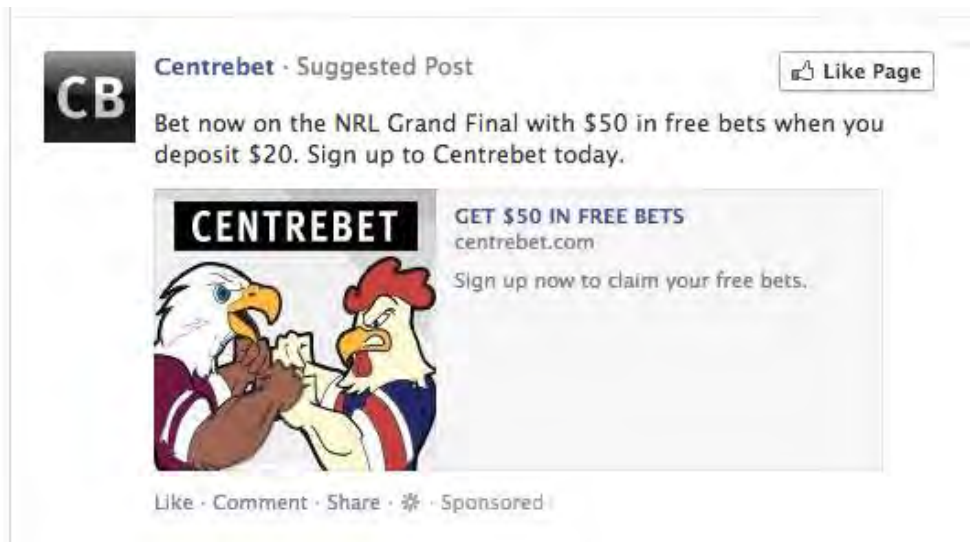 CB
Centrebet · Suggested Post
Like Page
Bet now on the NRL Grand Final with $50 in free bets when you
deposit $20. Sign up to Centrebet today.
CENTREBET
GET $50 IN FREE BETS
centrebet.com
Sign up now to claim your free bets.
Like · Comment · Share · Sponsored